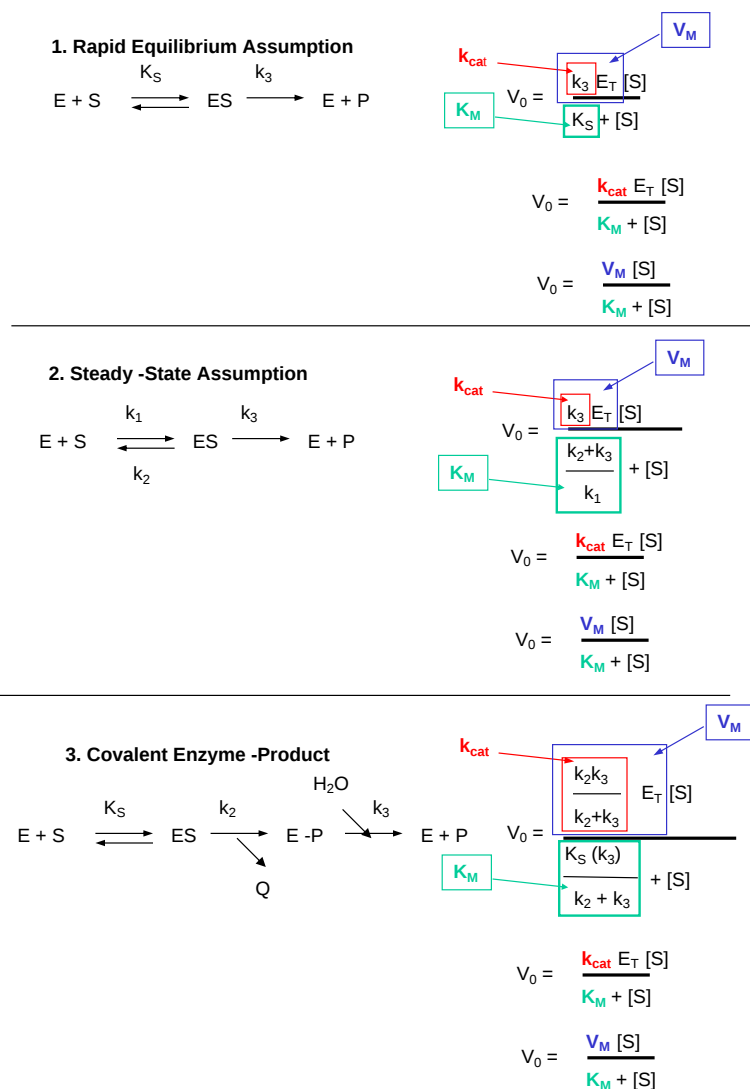 1. Rapid Equilibrium Assumption
K_S k_3
E + S ES E + P
V_M
k_cat
k_3 E_T [S]
V_0 =
K_M
K_S + [S]
k_cat E_T [S]
V_0 =
K_M + [S]
V_M [S]
V_0 =
K_M + [S]
2. Steady -State Assumption
k_1 k_3
E + S ES E + P
k_2
V_M
k_cat
k_3 E_T [S]
V_0 =
k_2+k_3
K_M + [S]
k_1
k_cat E_T [S]
V_0 =
K_M + [S]
V_M [S]
V_0 =
K_M + [S]
3. Covalent Enzyme -Product
H_2O
K_S k_2 k_3
E + S ES E -P E + P
Q
V_M
k_cat
k_2k_3
E_T [S]
k_2+k_3
V_0 =
K_S (k_3)
K_M + [S]
k_2 + k_3
k_cat E_T [S]
V_0 =
K_M + [S]
V_M [S]
V_0 =
K_M + [S]